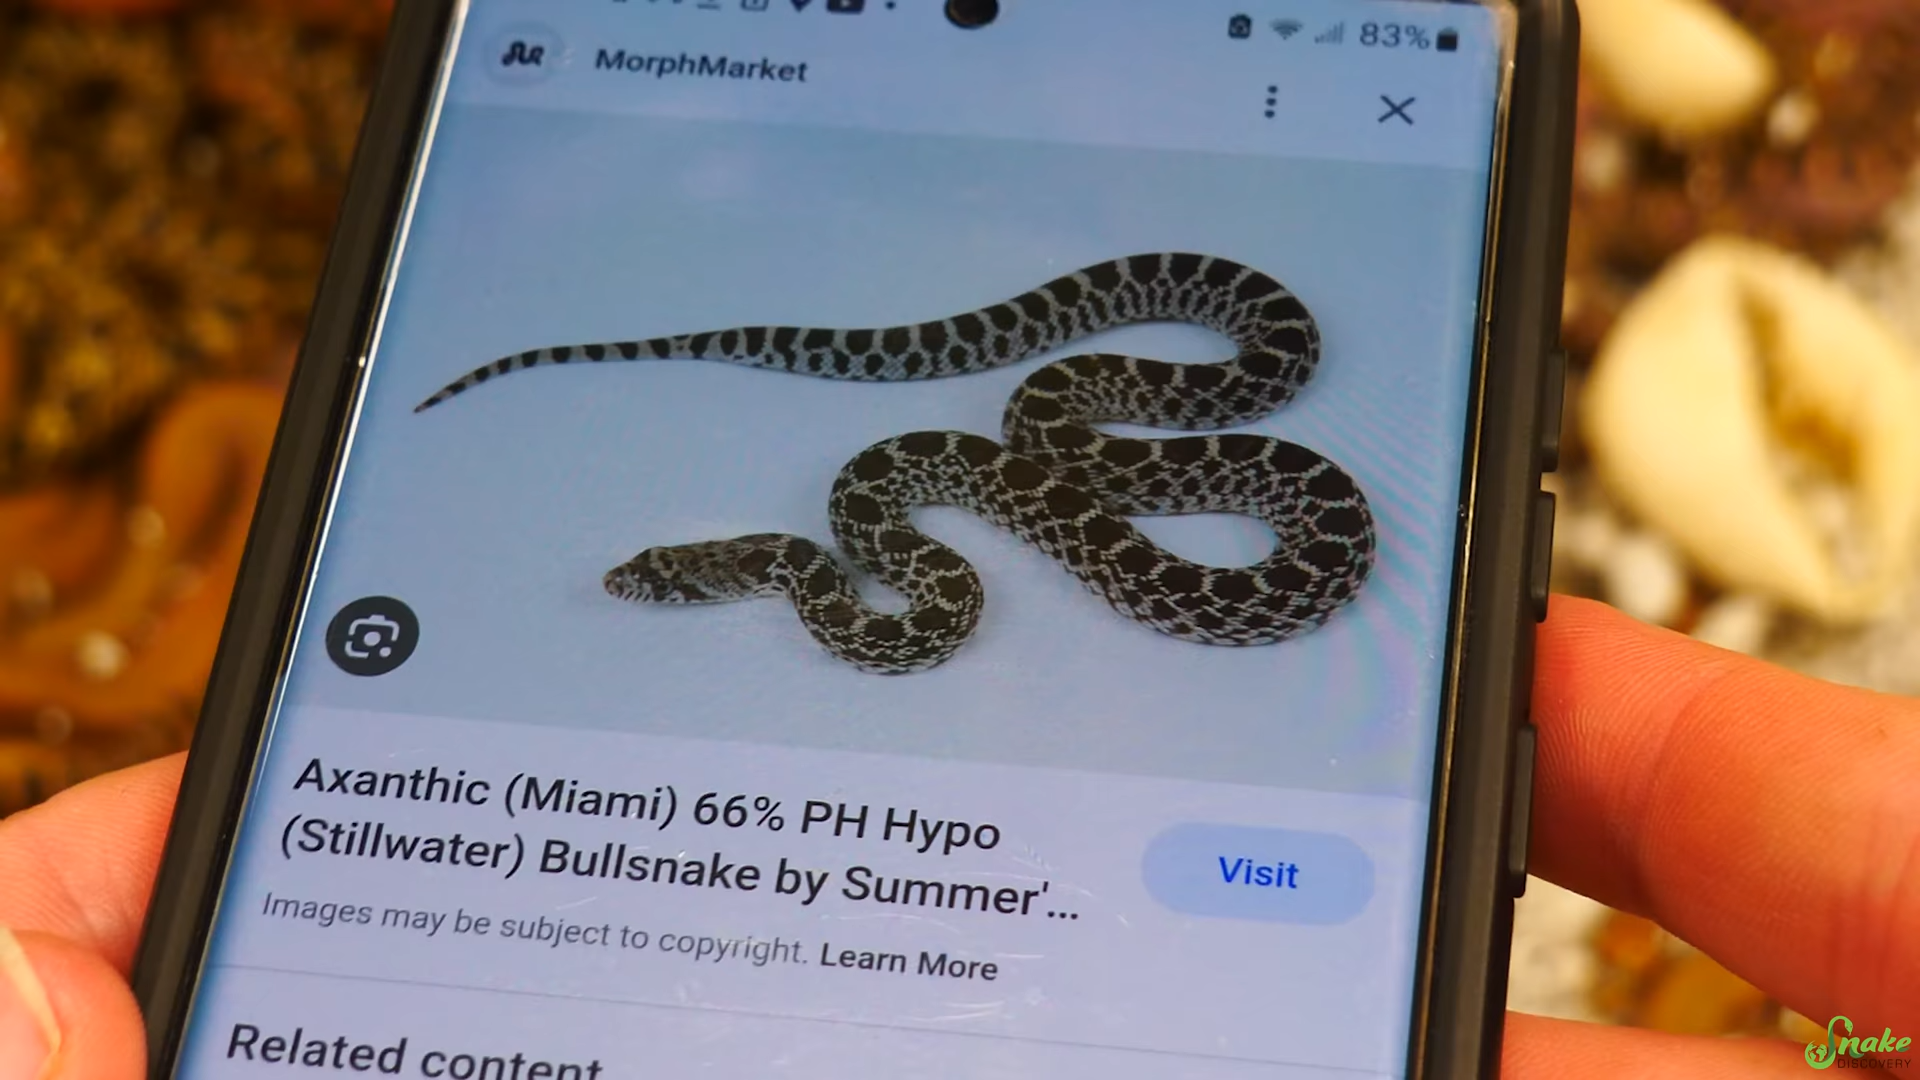 83%
MorphMarket
Axanthic (Miami) 66% PH Hypo
(Stillwater) Bullsnake by Summer'...
Visit
Images may be subject to copyright. Learn More
Related content
Snake
DISCOVERY